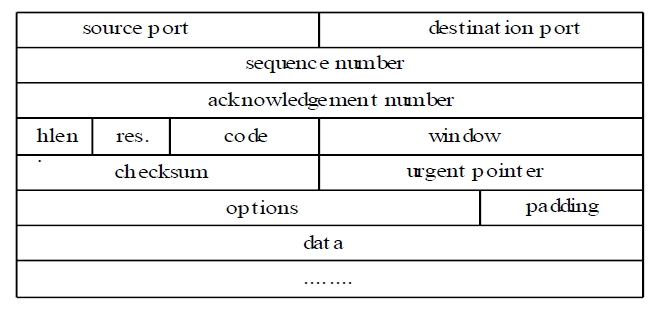 source port destination port
sequence number
acknowledgement number
hlen res. code window
checksum urgent pointer
options padding
data
........